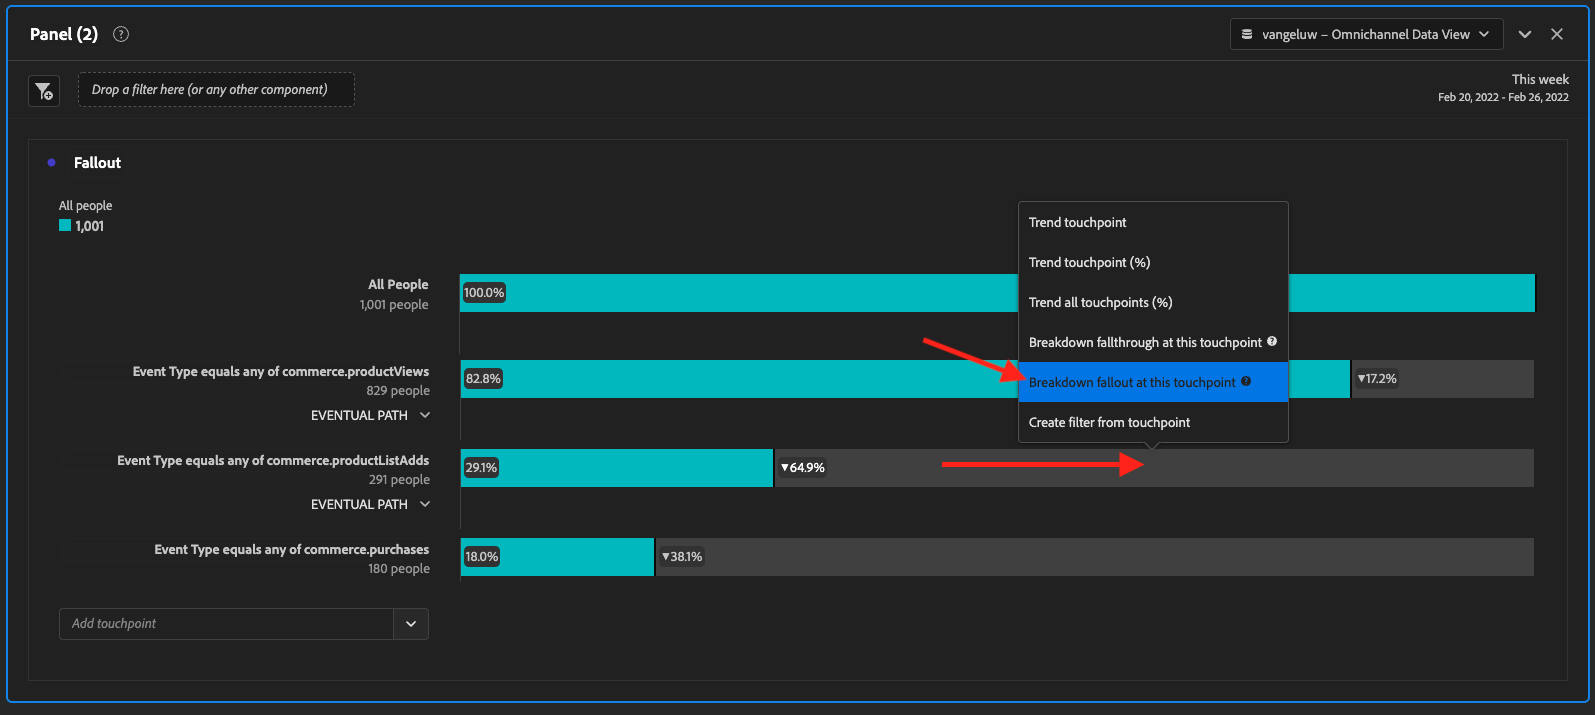 Panel (2)
vangeluw – Omnichannel Data View
Drop a filter here (or any other component)
This week
Feb 20, 2022 - Feb 26, 2022
Fallout
All people
1,001
All People
1,001 people
100.0%
Event Type equals any of commerce.productViews
829 people
EVENTUAL PATH
82.8%
▼17.2%
Event Type equals any of commerce.productListAdds
291 people
EVENTUAL PATH
29.1%
▼64.9%
Event Type equals any of commerce.purchases
180 people
18.0%
▼38.1%
Add touchpoint
Trend touchpoint
Trend touchpoint (%)
Trend all touchpoints (%)
Breakdown fallthrough at this touchpoint
Breakdown fallout at this touchpoint
Create filter from touchpoint